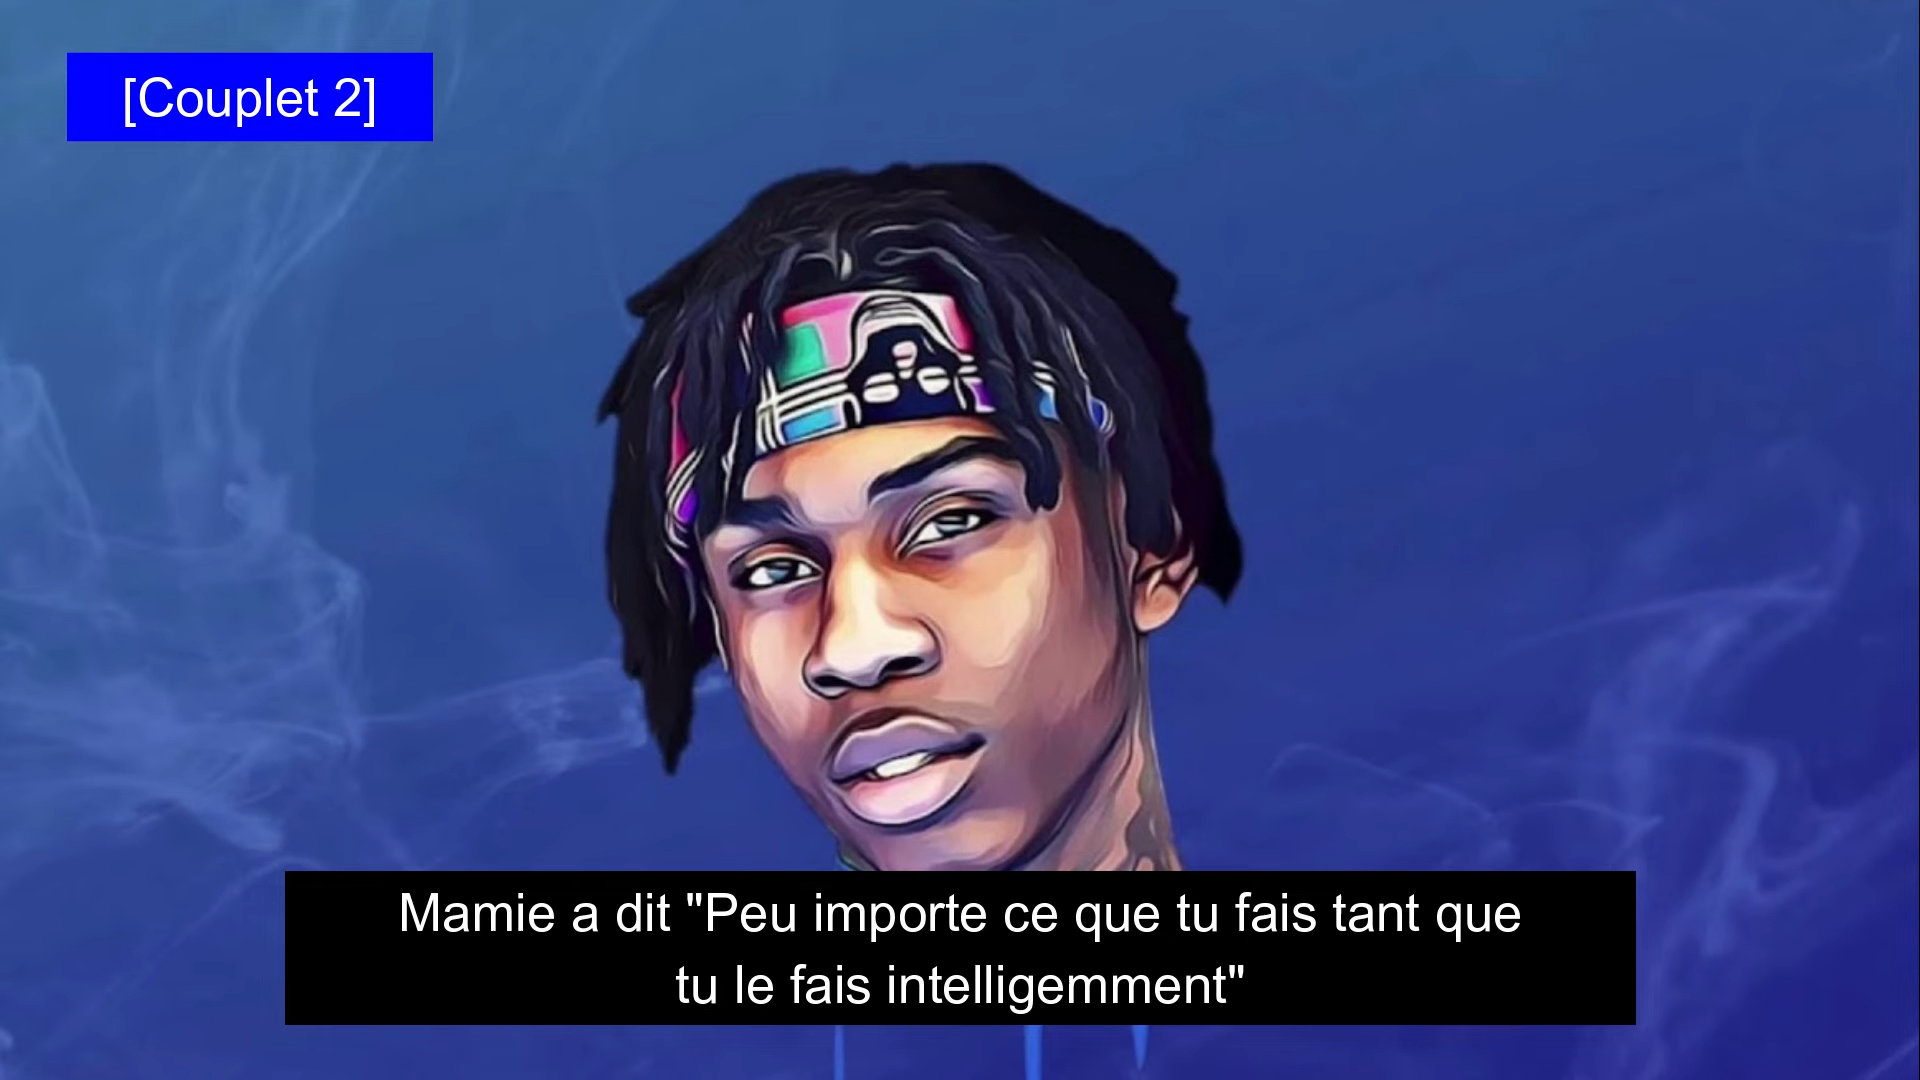 [Couplet 2]
Mamie a dit "Peu importe ce que tu fais tant que
tu le fais intelligemment"